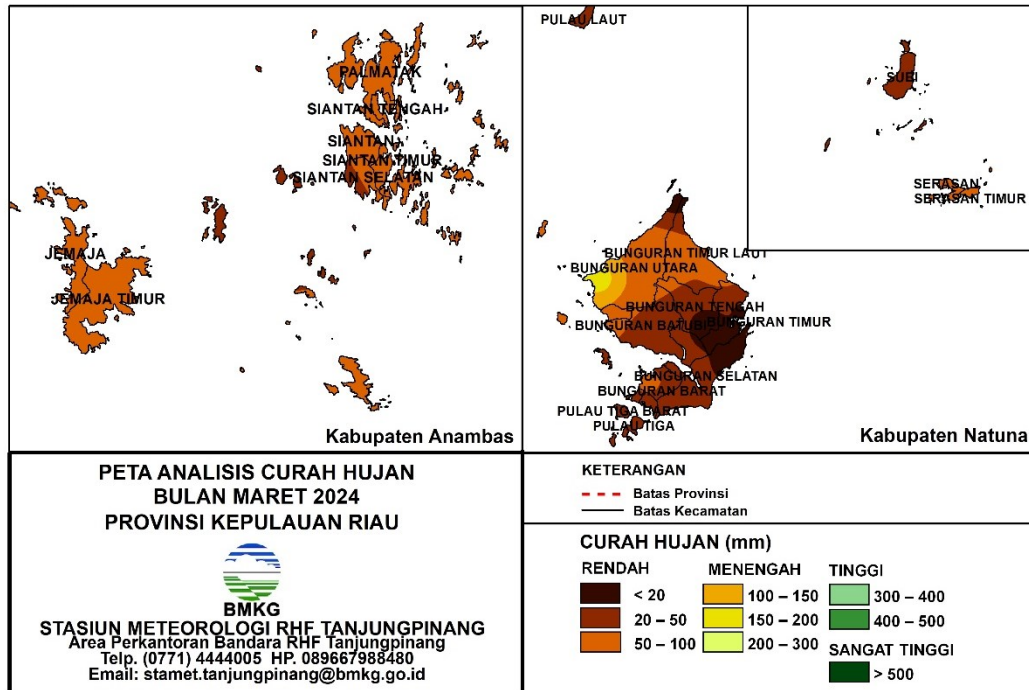 PULAU LAUT
PALMATAK
SIANTAN TENGAH
SIANTAN
SIANTAN TIMUR
SIANTAN SELATAN
JEMAJA
JEMAJA TIMUR
Kabupaten Anambas
SUBI
SERASAN
SERASAN TIMUR
BUNGURAN TIMUR LAUT
BUNGURAN UTARA
BUNGURAN TENGAH
BUNGURAN BATUBI
BUNGURAN TIMUR
BUNGURAN SELATAN
BUNGURAN BARAT
PULAU TIGA BARAT
PULAU TIGA
Kabupaten Natuna
PETA ANALISIS CURAH HUJAN
BULAN MARET 2024
PROVINSI KEPULAUAN RIAU
BMKG
STASIUN METEOROLOGI RHF TANJUNGPINANG
Area Perkantoran Bandara RHF Tanjungpinang
Telp. (0771) 4444005 HP. 089667988480
Email: stamet.tanjungpinang@bmkg.go.id
KETERANGAN
Batas Provinsi
Batas Kecamatan
CURAH HUJAN (mm)
RENDAH
< 20
20 – 50
50 – 100
MENENGAH
100 – 150
150 – 200
200 – 300
TINGGI
300 – 400
400 – 500
SANGAT TINGGI
> 500